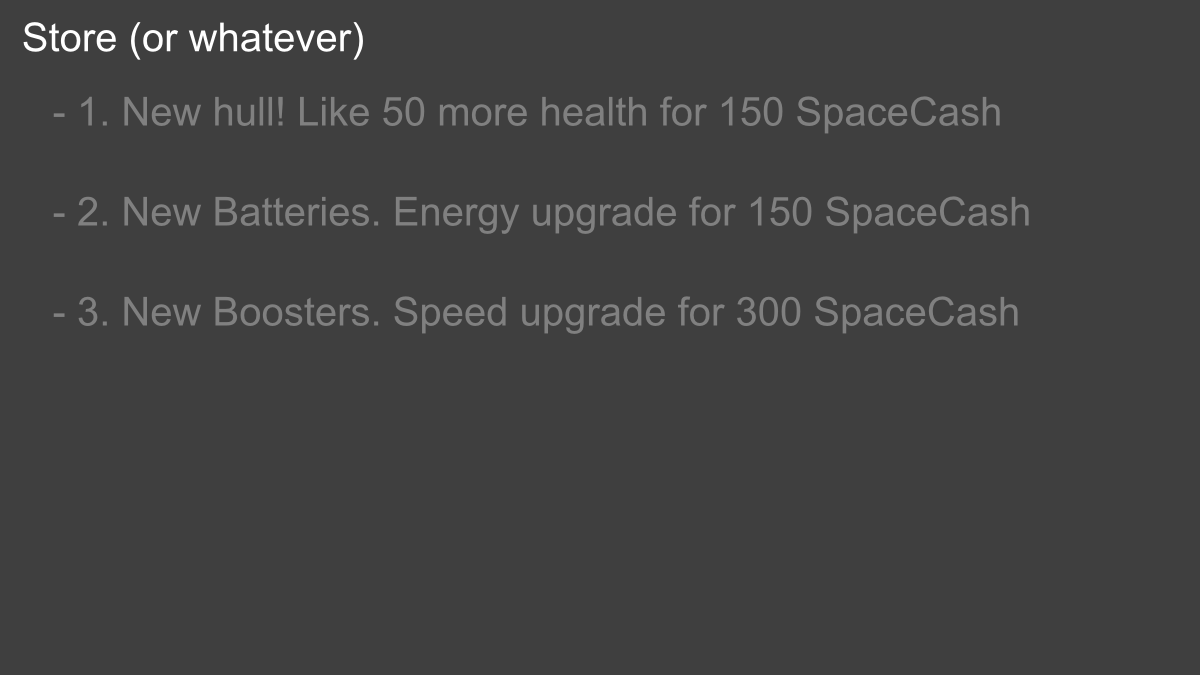 Store (or whatever)
- 1. New hull! Like 50 more health for 150 SpaceCash
- 2. New Batteries. Energy upgrade for 150 SpaceCash
- 3. New Boosters. Speed upgrade for 300 SpaceCash